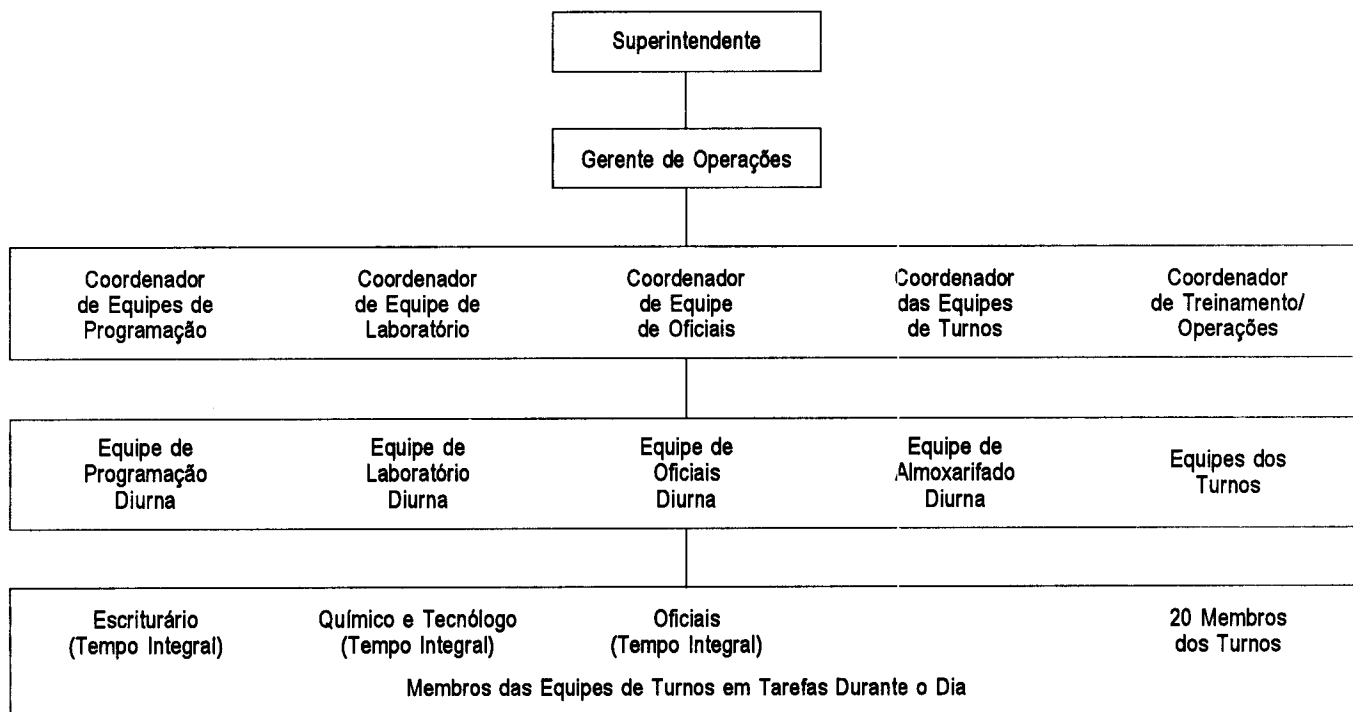 Superintendente
Gerente de Operações
Coordenador
de Equipes de
Programação
Coordenador
de Equipe de
Laboratório
Coordenador
de Equipe
de Oficiais
Coordenador
das Equipes
de Turnos
Coordenador
de Treinamento/
Operações
Equipe de
Programação
Diurna
Equipe de
Laboratório
Diurna
Equipe de
Oficiais
Diurna
Equipe de
Almoxarifado
Diurna
Equipes dos
Turnos
Escriturário
(Tempo Integral)
Químico e Tecnólogo
(Tempo Integral)
Oficiais
(Tempo Integral)
20 Membros
dos Turnos
Membros das Equipes de Turnos em Tarefas Durante o Dia